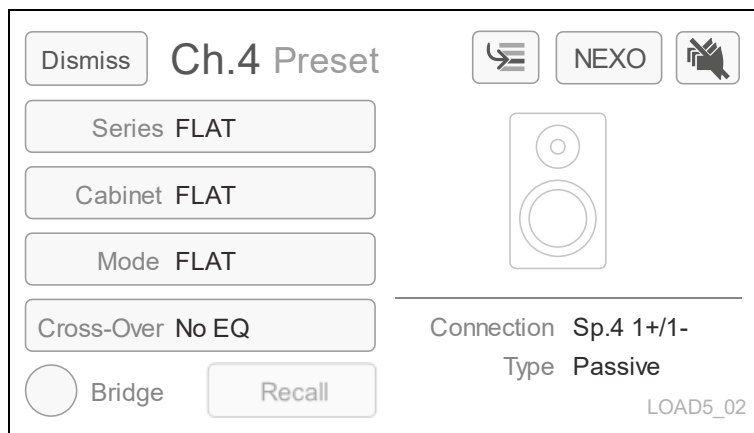 Dismiss Ch.4 Preset NEXO
Series FLAT
Cabinet FLAT
Mode FLAT
Cross-Over No EQ
Bridge Recall
Connection Sp.4 1+/1-
Type Passive
LOAD5_02